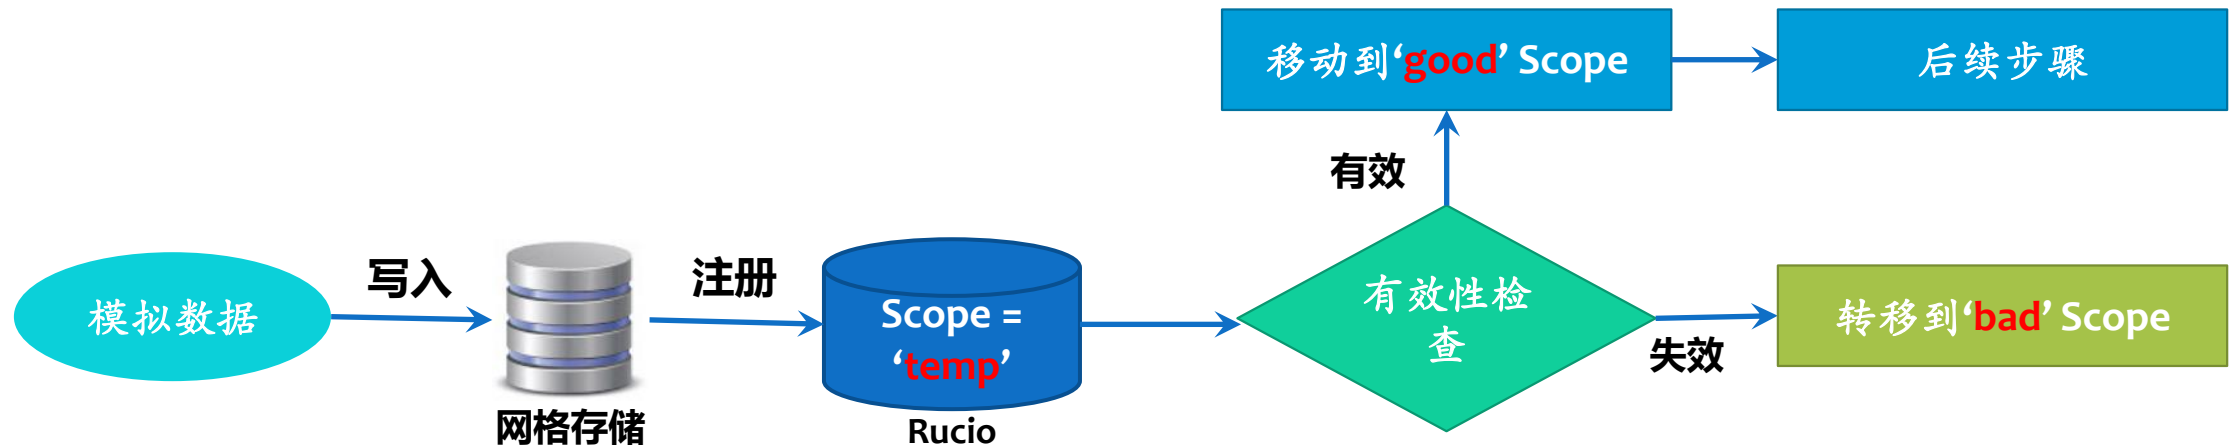 模拟数据
写入
网格存储
注册
Scope =
‘temp’
Rucio
有效性检
查
有效
移动到‘good’ Scope
后续步骤
失效
转移到‘bad’ Scope